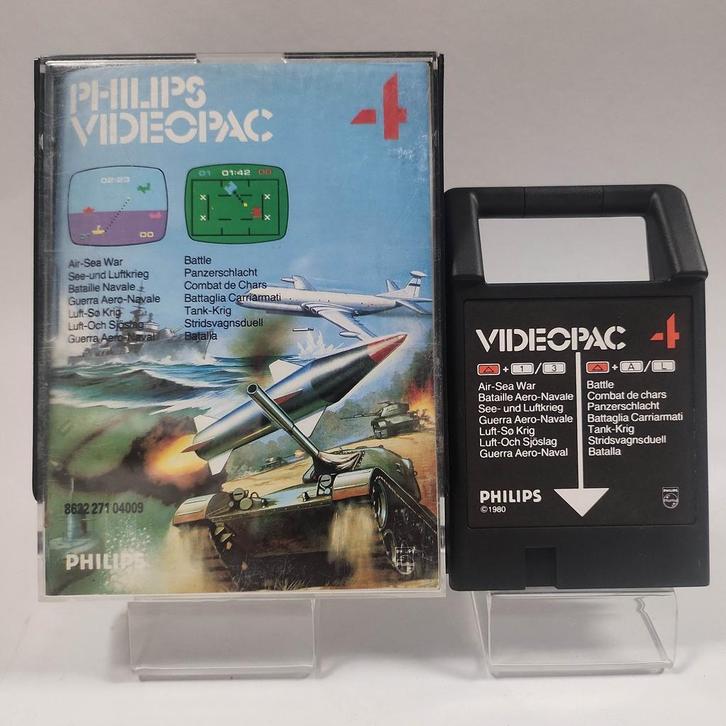 PHILIPS
VIDEOPAC
4
02:23
00
01 01:42 00
Air-Sea War
See-und Luftkrieg
Bataille Navale
Guerra Aero-Navale
Luft-Sø Krig
Luft-Och Sjöslag
Guerra Aero-Naval
Battle
Panzerschlacht
Combat de Chars
Battaglia Carriarmati
Tank-Krig
Stridsvagnsduell
Batalla
8622 271 04009
PHILIPS
VIDEOPAC 4
+ 1 / 3
+ A / L
Air-Sea War
Bataille Aero-Navale
See- und Luftkrieg
Guerra Aero-Navale
Luft-Sø Krig
Luft-Och Sjöslag
Guerra Aero-Naval
Battle
Combat de chars
Panzerschlacht
Battaglia Carriarmati
Tank-Krig
Stridsvagnsduell
Batalla
PHILIPS
©1980